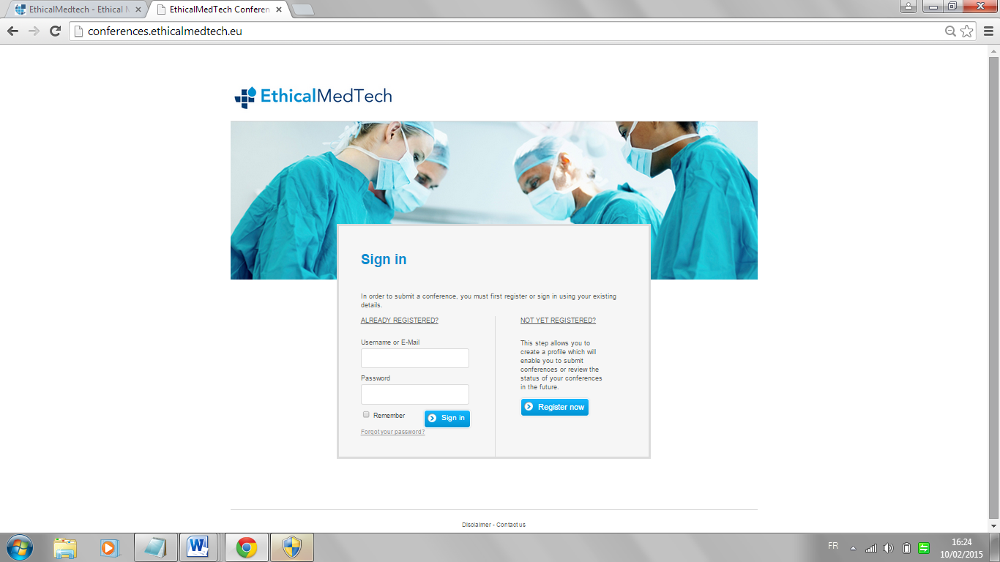 EthicalMedtech - Ethical M
EthicalMedTech Conferen
conferences.ethicalmedtech.eu
EthicalMedTech
Sign in
In order to submit a conference, you must first register or sign in using your existing
details.
ALREADY REGISTERED?
Username or E-Mail
Password
Remember
Sign in
Forgot your password?
NOT YET REGISTERED?
This step allows you to
create a profile which will
enable you to submit
conferences or review the
status of your conferences
in the future.
Register now
Disclaimer - Contact us
FR
16:24
10/02/2015